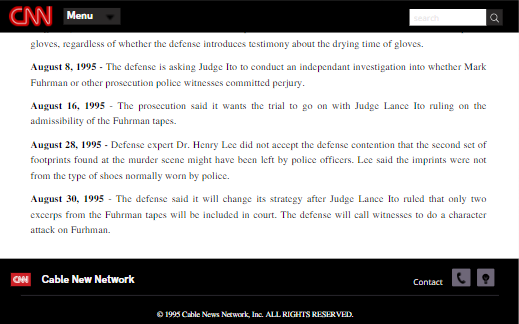 CNN Menu search
gloves, regardless of whether the defense introduces testimony about the drying time of gloves.
August 8, 1995 - The defense is asking Judge Ito to conduct an independant investigation into whether Mark
Fuhrman or other prosecution police witnesses committed perjury.
August 16, 1995 - The prosecution said it wants the trial to go on with Judge Lance Ito ruling on the
admissibility of the Fuhrman tapes.
August 28, 1995 - Defense expert Dr. Henry Lee did not accept the defense contention that the second set of
footprints found at the murder scene might have been left by police officers. Lee said the imprints were not
from the type of shoes normally worn by police.
August 30, 1995 - The defense said it will change its strategy after Judge Lance Ito ruled that only two
excerps from the Fuhrman tapes will be included in court. The defense will call witnesses to do a character
attack on Furhman.
CNN Cable New Network
Contact
© 1995 Cable News Network, Inc. ALL RIGHTS RESERVED.